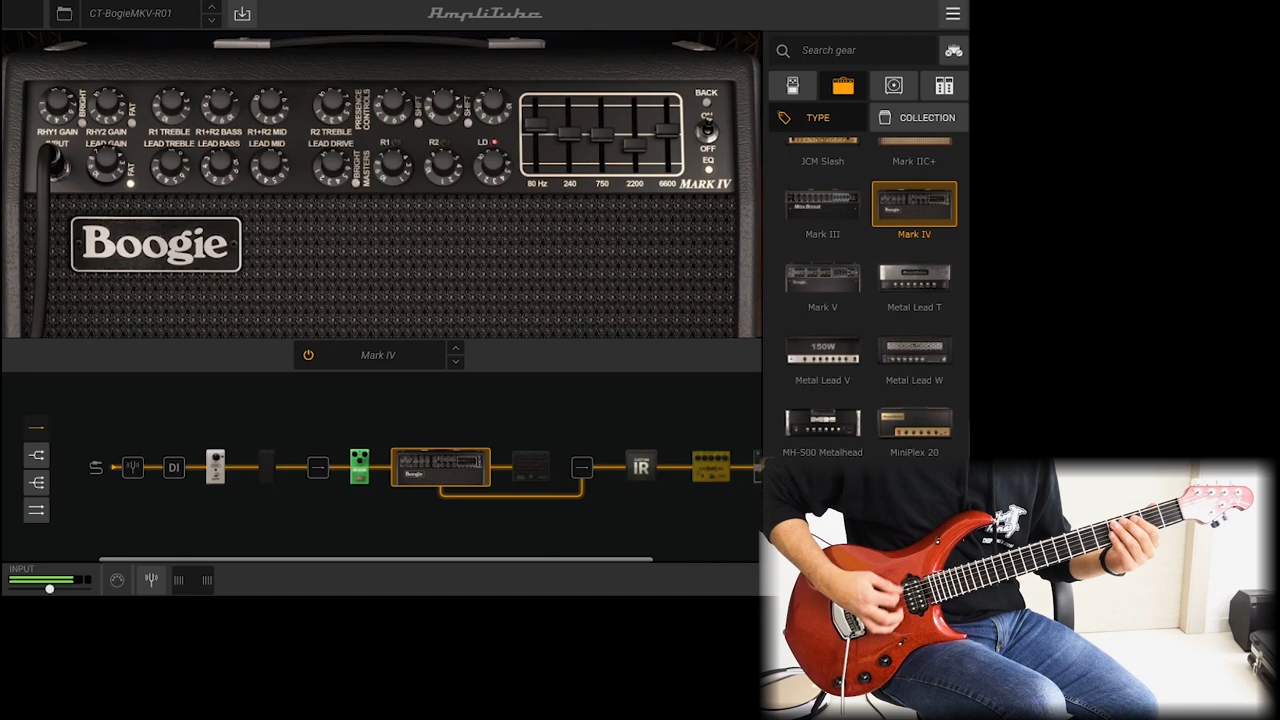 CT-BogieMKV-R01
AmpliTube
Search gear
TYPE
COLLECTION
JCM Slash
Mark IIC+
Mark III
Mark IV
Mark V
Metal Lead T
150W
Metal Lead V
Metal Lead W
MH-500 Metalhead
MiniPlex 20
BRIGHT
FAT
PRESENCE
CONTROLS
SHIFT
SHIFT
BACK
RHY1 GAIN
RHY2 GAIN
R1 TREBLE
R1+R2 BASS
R1+R2 MID
R2 TREBLE
INPUT
LEAD GAIN
LEAD TREBLE
LEAD BASS
LEAD MID
LEAD DRIVE
R1
R2
LD
ON
OFF
EQ
FAT
BRIGHT
MASTERS
80 Hz
240
750
2200
6600
MARK IV
Boogie
Mark IV
DI
Boogie
IR
INPUT